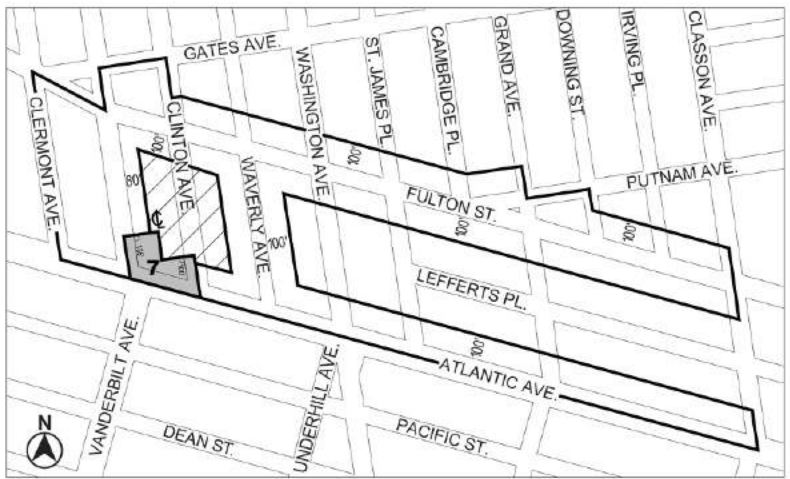 GATES AVE.
CLERMONT AVE.
CLINTON AVE
WAVERLY AVE.
WASHINGTON AVE.
ST. JAMES PL.
CAMBRIDGE PL.
GRAND AVE.
DOWNING ST.
IRVING PL.
CLASSON AVE.
100'
100'
80'
PUTNAM AVE.
FULTON ST.
100'
100'
100'
7
LEFFERTS PL.
100'
ATLANTIC AVE.
VANDERBILT AVE.
UNDERHILL AVE.
DEAN ST.
PACIFIC ST.
N